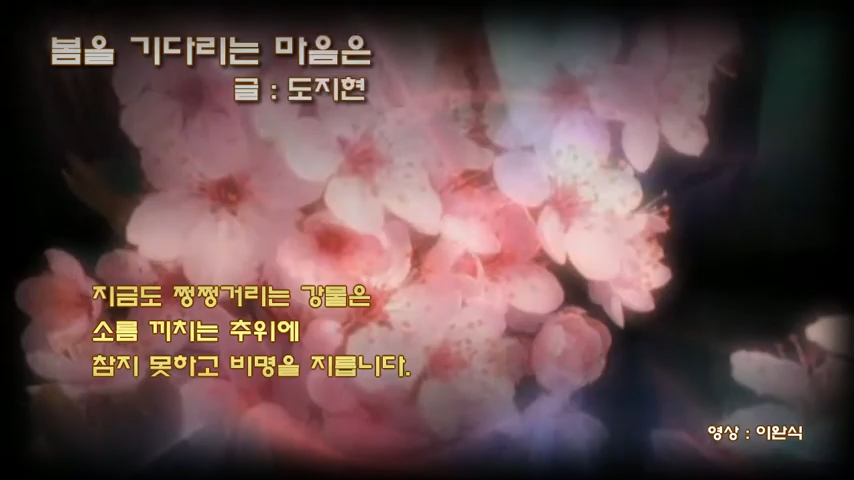 봄을 기다리는 마음은
글 : 도지현
지금도 쩡쩡거리는 강물은
소름 끼치는 추위에
참지 못하고 비명을 지릅니다.
영상 : 이완식